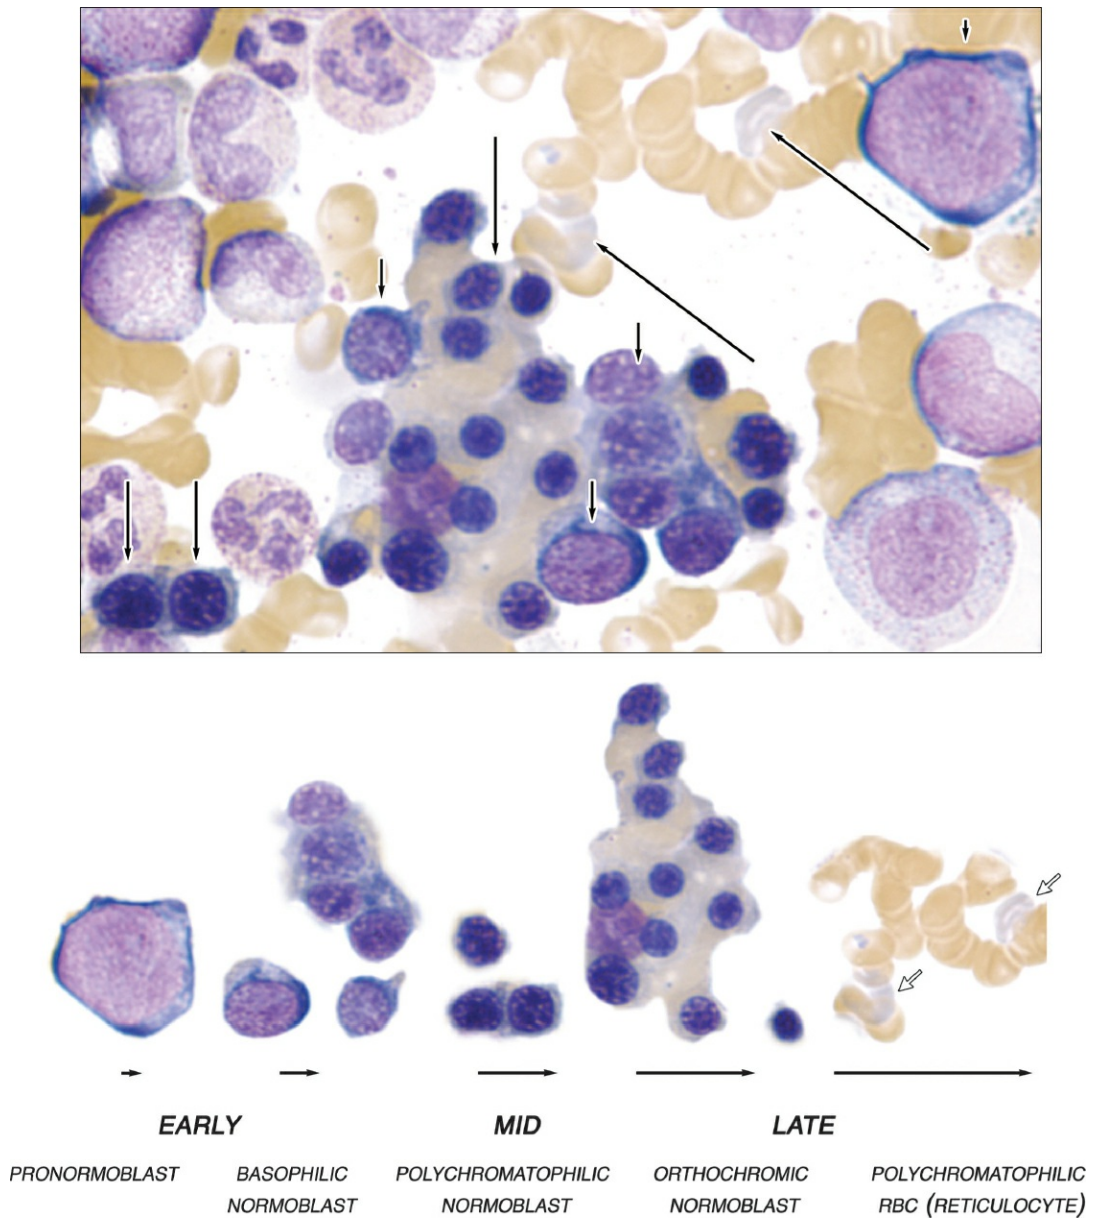 EARLY MID LATE
PRONORMOBLAST BASOPHILIC POLYCHROMATOPHILIC ORTHOCHROMIC POLYCHROMATOPHILIC
NORMOBLAST NORMOBLAST NORMOBLAST RBC (RETICULOCYTE)